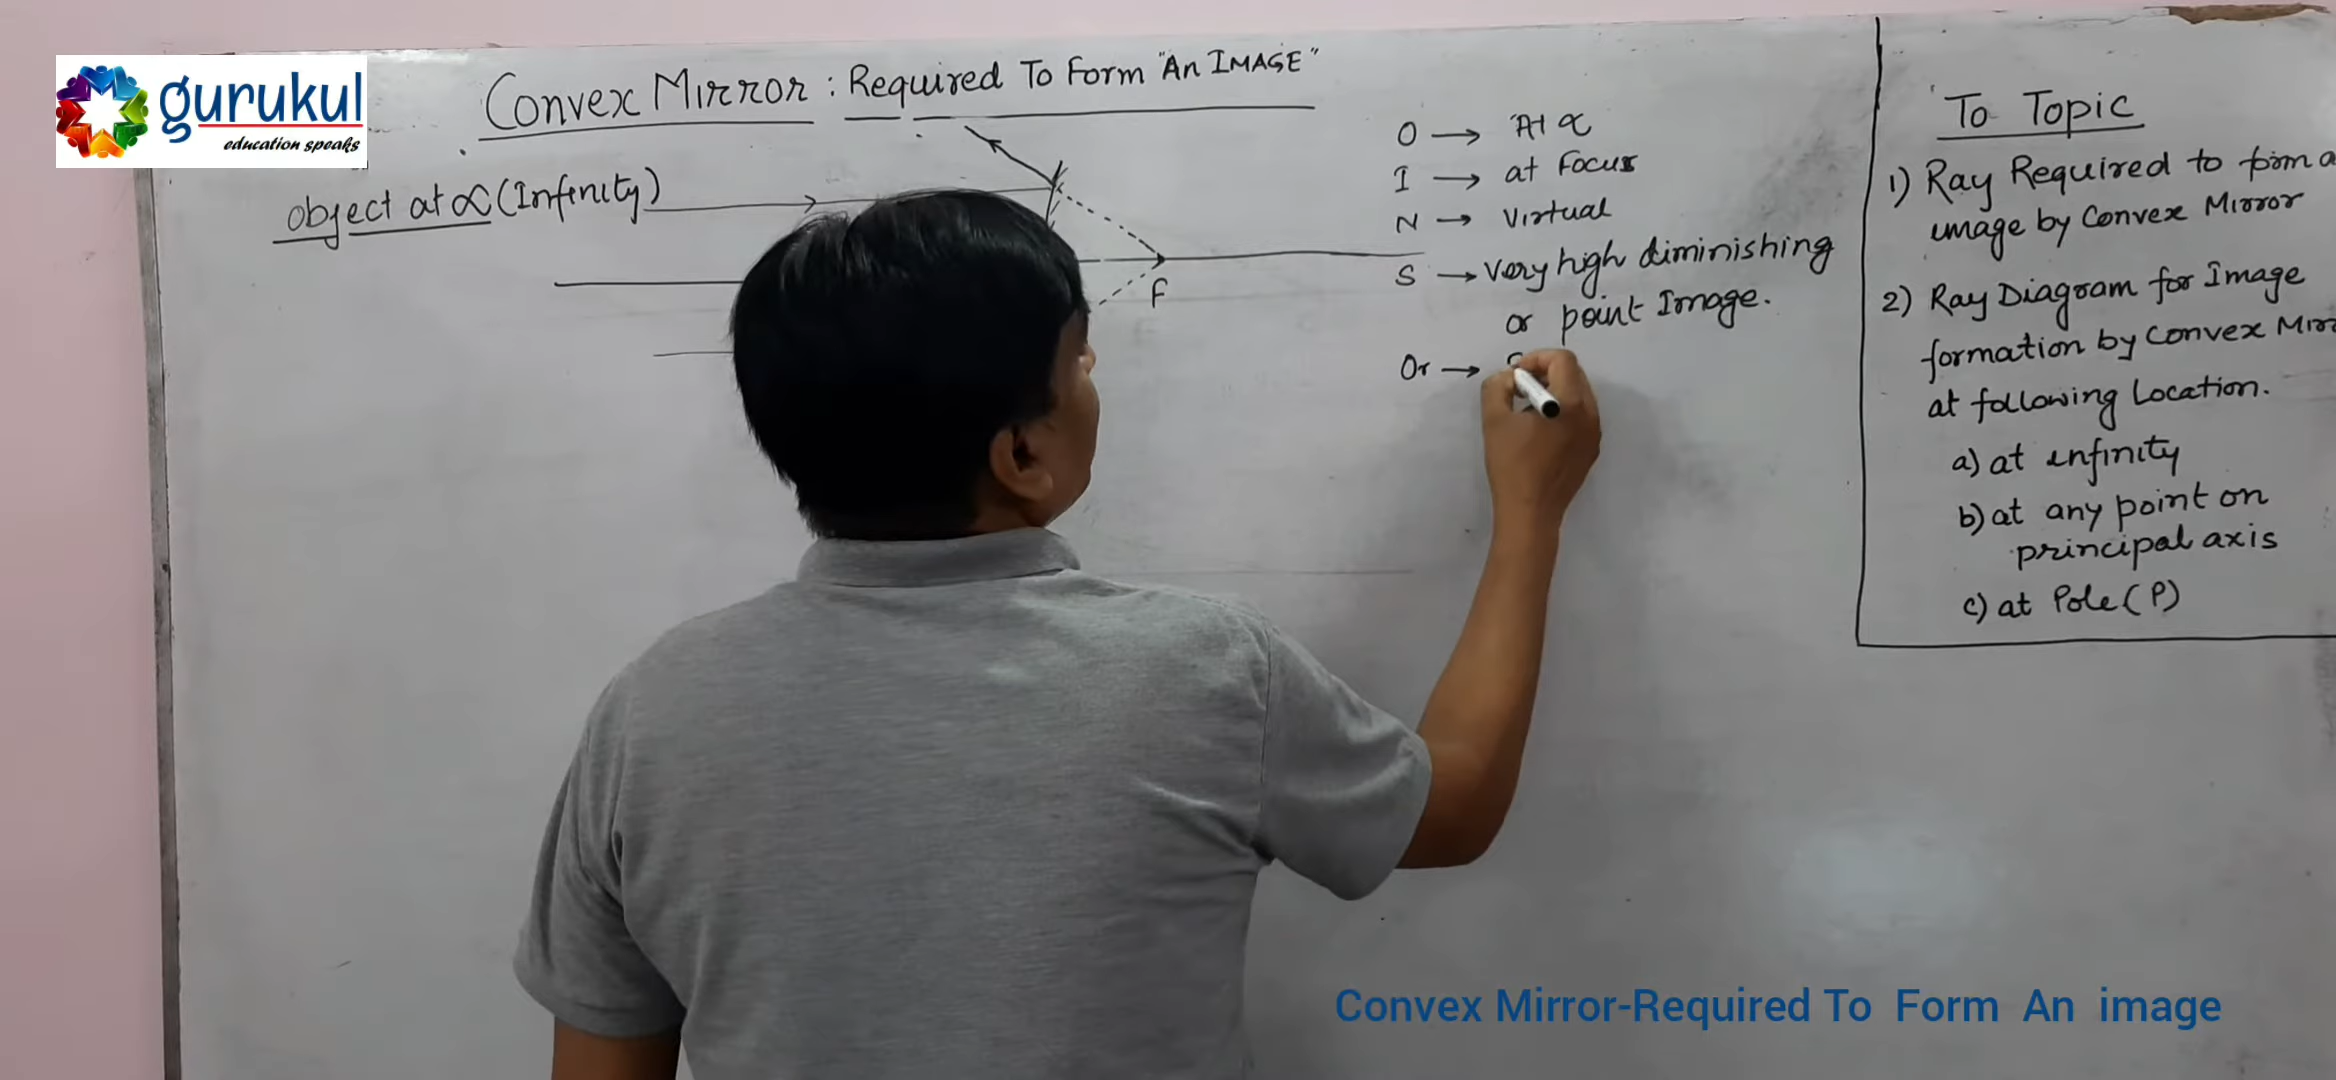 gurukul
education speaks
Convex Mirror : Required To Form "An IMAGE"
object at ∝ (Infinity)
F
O → At ∝
I → at Focus
N → Virtual
S → Very high diminishing
or point Image.
Or →
To Topic
1) Ray Required to form a
image by Convex Mirror
2) Ray Diagram for Image
formation by Convex Mirr
at following Location.
a) at infinity
b) at any point on
principal axis
c) at Pole (P)
Convex Mirror-Required To Form An image